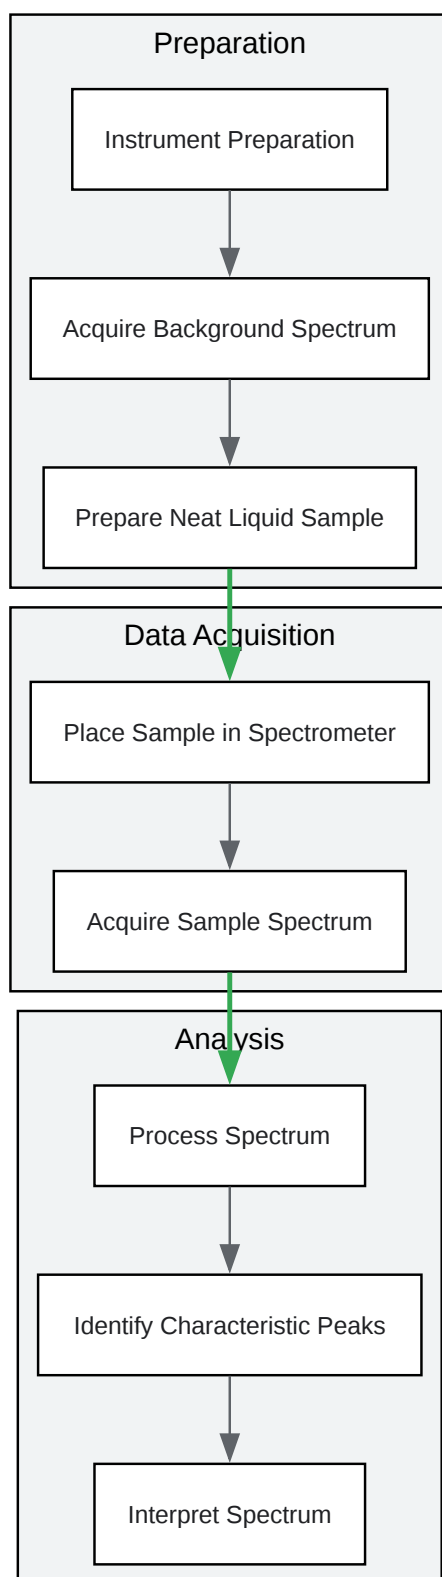 Preparation
Instrument Preparation
Acquire Background Spectrum
Prepare Neat Liquid Sample
Data Acquisition
Place Sample in Spectrometer
Acquire Sample Spectrum
Analysis
Process Spectrum
Identify Characteristic Peaks
Interpret Spectrum